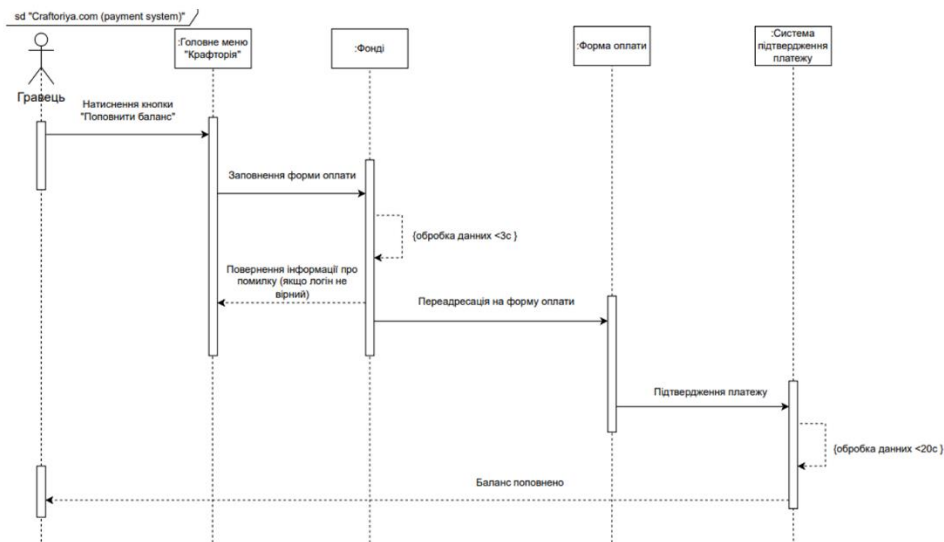 sd "Craftoriya.com (payment system)"
:Головне меню
"Крафторія"
:Фонді
:Форма оплати
:Система
підтвердження
платежу
Гравець
Натиснення кнопки
"Поповнити баланс"
Заповнення форми оплати
{обробка данних <3с }
Повернення інформації про
помилку (якщо логін не
вірний)
Переадресація на форму оплати
Підтвердження платежу
{обробка данних <20с }
Баланс поповнено